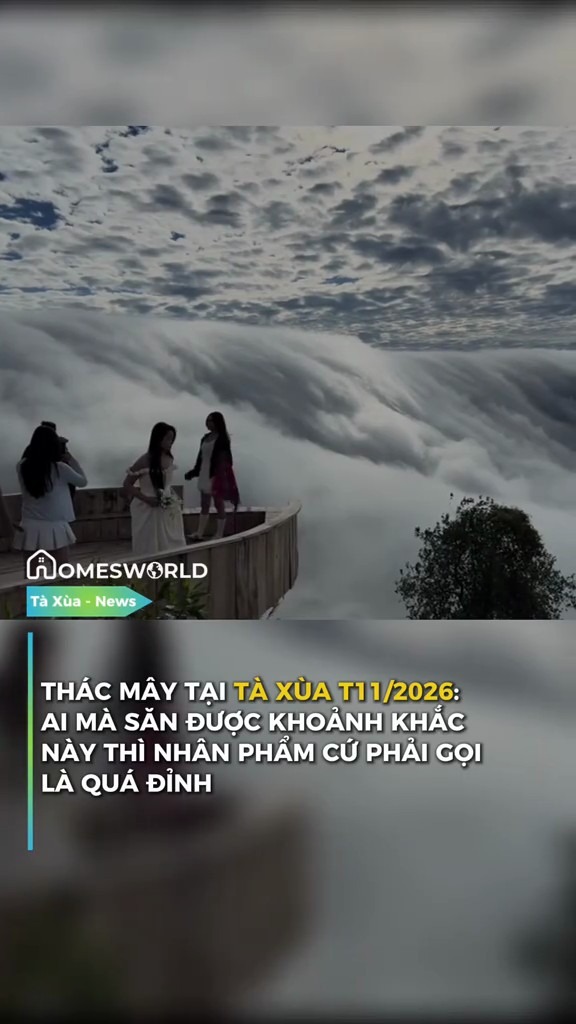 HOMESWORLD
Tà Xùa - News
THÁC MÂY TẠI TÀ XÙA T11/2026:
AI MÀ SĂN ĐƯỢC KHOẢNH KHẮC
NÀY THÌ NHÂN PHẨM CỨ PHẢI GỌI
LÀ QUÁ ĐỈNH